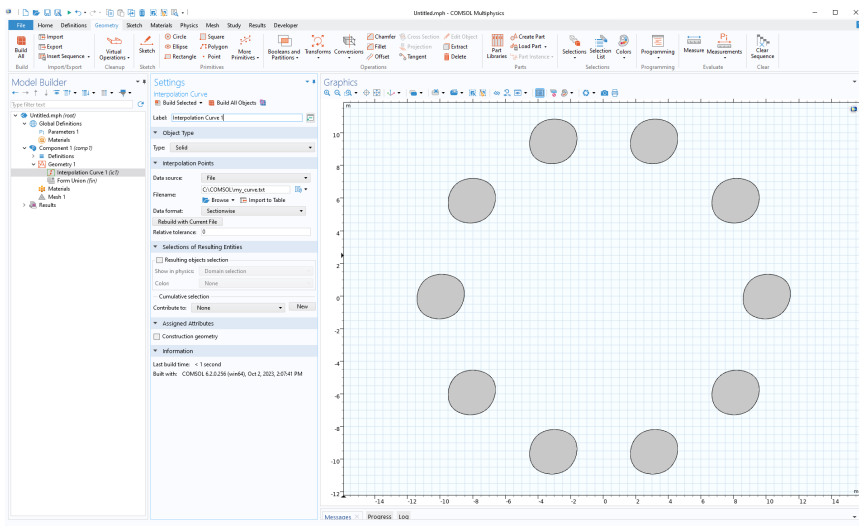 Untitled.mph - COMSOL Multiphysics
File Home Definitions Geometry Sketch Materials Physics Mesh Study Results Developer
Build All
Build
Import
Export
Insert Sequence
Import/Export
Virtual Operations
Cleanup
Sketch
Sketch
Circle
Ellipse
Rectangle
Square
Polygon
Point
More Primitives
Primitives
Booleans and Partitions
Transforms
Conversions
Chamfer
Fillet
Offset
Cross Section
Projection
Tangent
Edit Object
Extract
Delete
Operations
Part Libraries
Create Part
Load Part
Part Instance
Parts
Selections
Selection List
Colors
Selections
Programming
Programming
Measure
Measurements
Evaluate
Clear Sequence
Clear
Model Builder
Type filter text
Untitled.mph (root)
Global Definitions
Parameters 1
Materials
Component 1 (comp 1)
Definitions
Geometry 1
Interpolation Curve 1 (ic1)
Form Union (fin)
Materials
Mesh 1
Results
Settings
Interpolation Curve
Build Selected Build All Objects
Label: Interpolation Curve 1
Object Type
Type: Solid
Interpolation Points
Data source: File
Filename: C:\COMSOL\my_curve.txt
Browse Import to Table
Data format: Sectionwise
Rebuild with Current File
Relative tolerance: 0
Selections of Resulting Entities
Resulting objects selection
Show in physics: Domain selection
Color: None
Cumulative selection
Contribute to: None New
Assigned Attributes
Construction geometry
Information
Last build time: < 1 second
Built with: COMSOL 6.2.0.256 (win64), Oct 2, 2023, 2:07:41 PM
Graphics
m
10
8
6
4
2
0
-2
-4
-6
-8
-10
-12
-14 -12 -10 -8 -6 -4 -2 0 2 4 6 8 10 12 14
m
Messages Progress Log